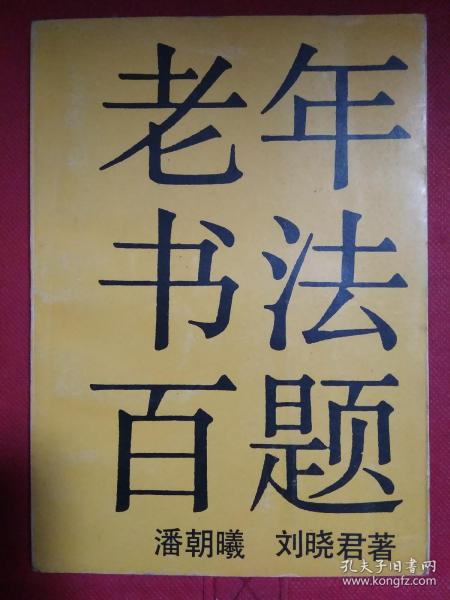 老年
书法
百题
潘朝曦 刘晓君著
孔夫子旧书网
www.kongfz.com